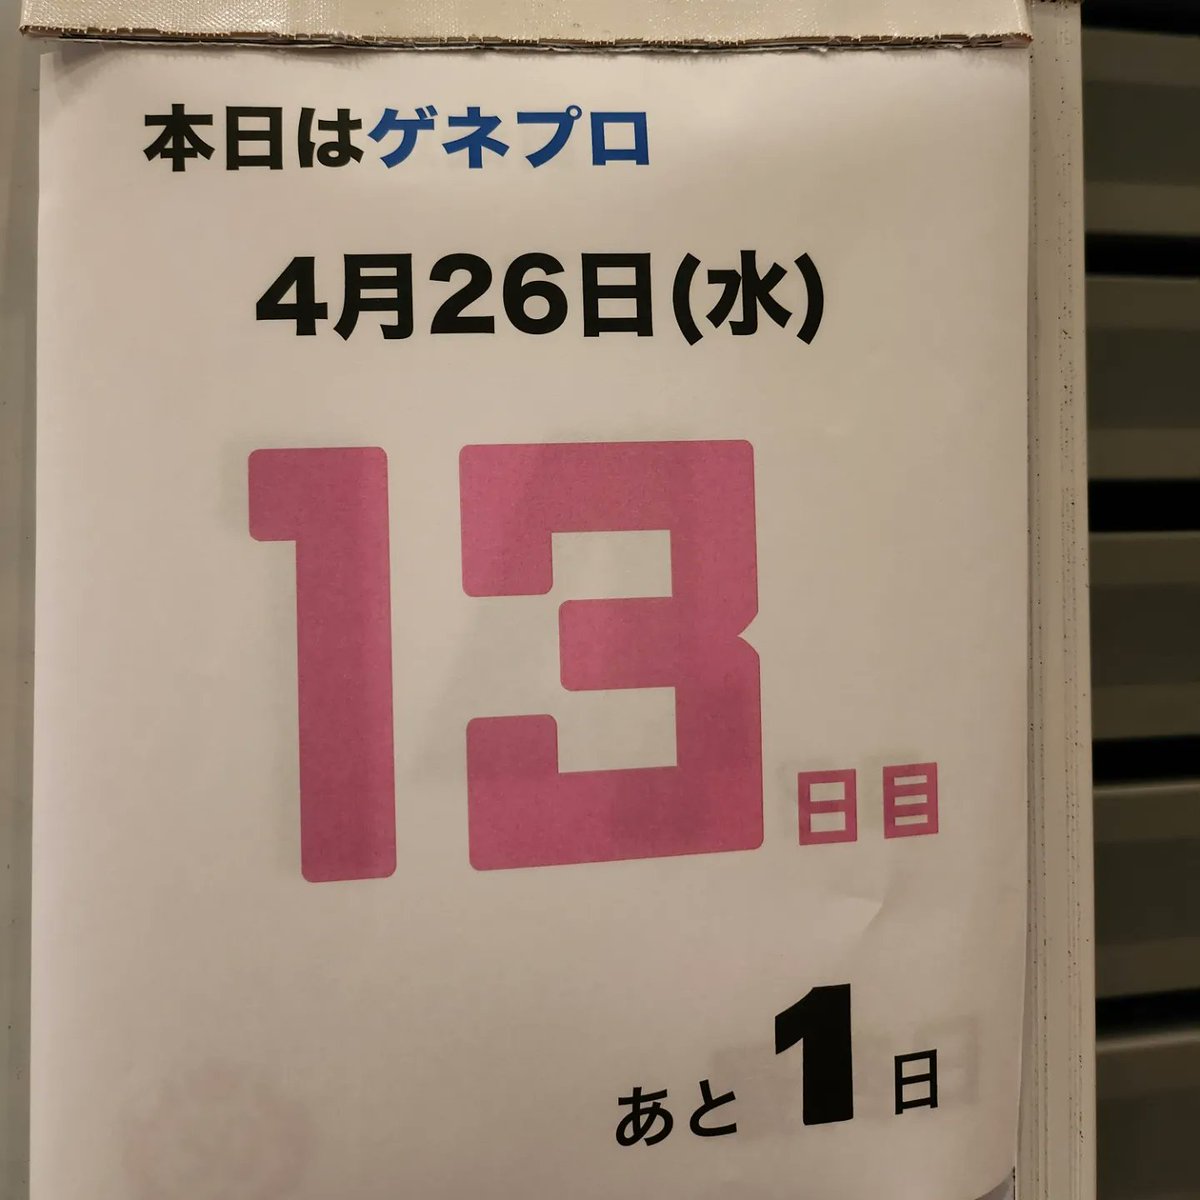 本日はゲネプロ
4月26日(水)
13日目
あと1日